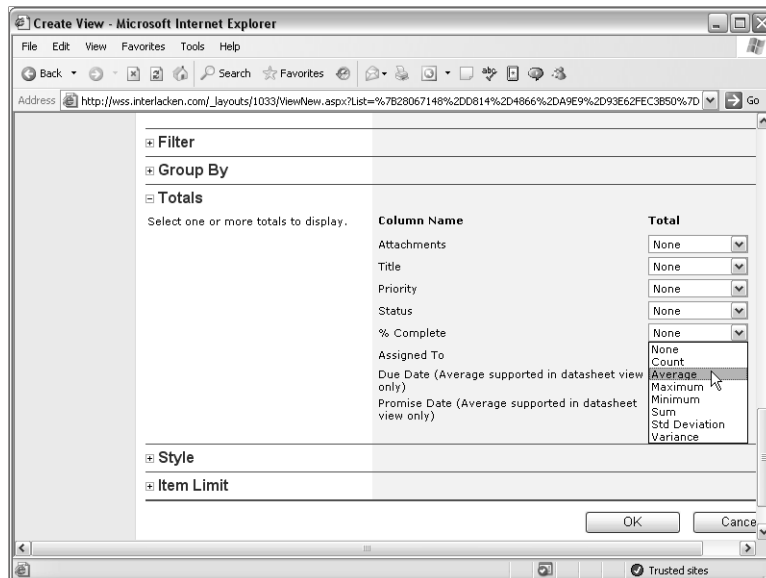 Create View - Microsoft Internet Explorer
File Edit View Favorites Tools Help
Back Search Favorites
Address http://wss.interlacken.com/_layouts/1033/ViewNew.aspx?List=%7B28067148%2DD814%2D4866%2DA9E9%2D93E62FEC3B50%7D Go
Filter
Group By
Totals
Select one or more totals to display. Column Name Total
Attachments None
Title None
Priority None
Status None
% Complete None
Assigned To
Due Date (Average supported in datasheet view only)
Promise Date (Average supported in datasheet view only)
None
Count
Average
Maximum
Minimum
Sum
Std Deviation
Variance
Style
Item Limit
OK Cance
Trusted sites